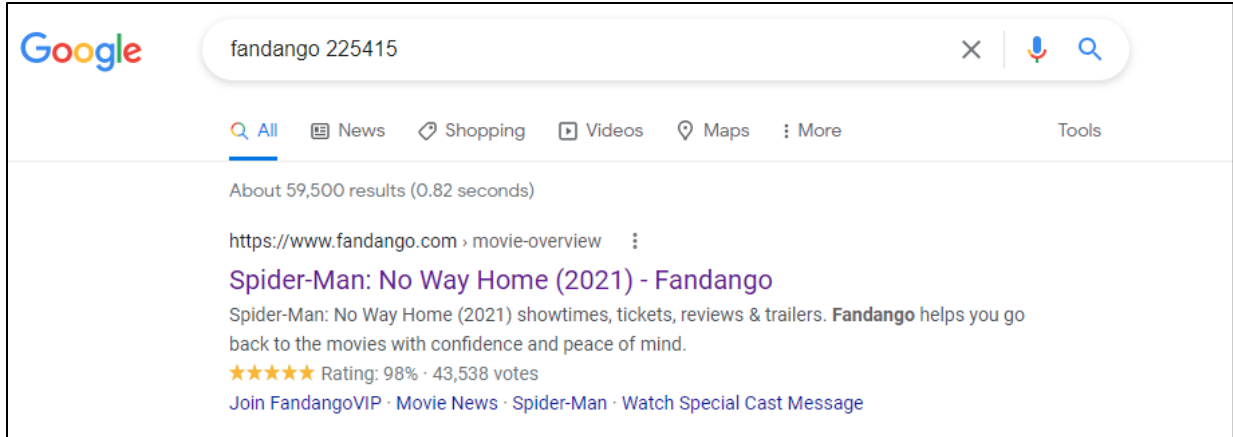 Google
fandango 225415
All News Shopping Videos Maps More Tools
About 59,500 results (0.82 seconds)
https://www.fandango.com › movie-overview
Spider-Man: No Way Home (2021) - Fandango
Spider-Man: No Way Home (2021) showtimes, tickets, reviews & trailers. Fandango helps you go
back to the movies with confidence and peace of mind.
Rating: 98% · 43,538 votes
Join FandangoVIP · Movie News · Spider-Man · Watch Special Cast Message